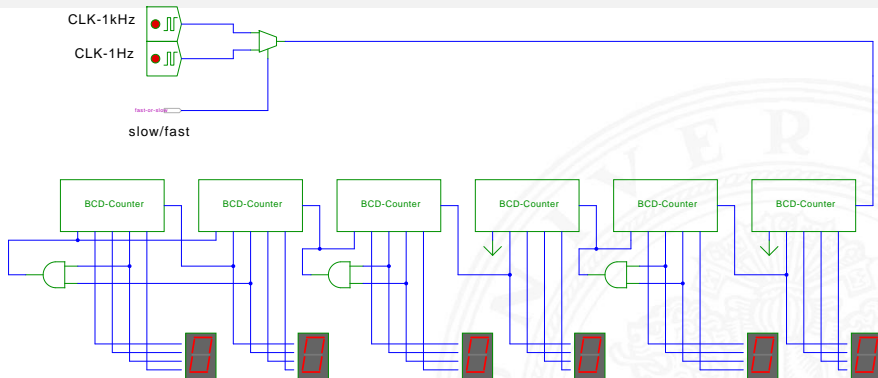 CLK-1kHz
CLK-1Hz
fast-or-slow
slow/fast
BCD-Counter BCD-Counter BCD-Counter BCD-Counter BCD-Counter BCD-Counter